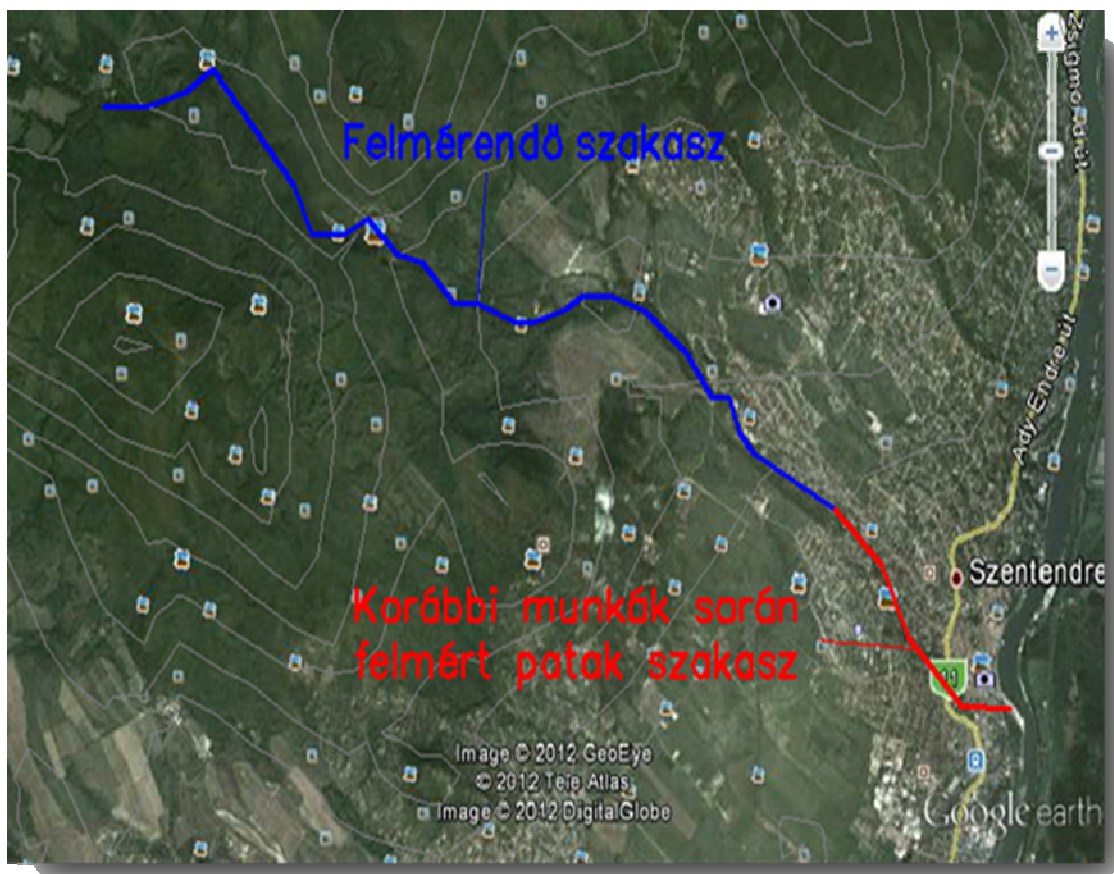 Zsigmond út
Felmérendő szakasz
Ady Endre út
Szentendre
Korábbi munkák során
felmért patak szakasz
11
Image © 2012 GeoEye
© 2012 Tele Atlas
Image © 2012 DigitalGlobe
Google earth